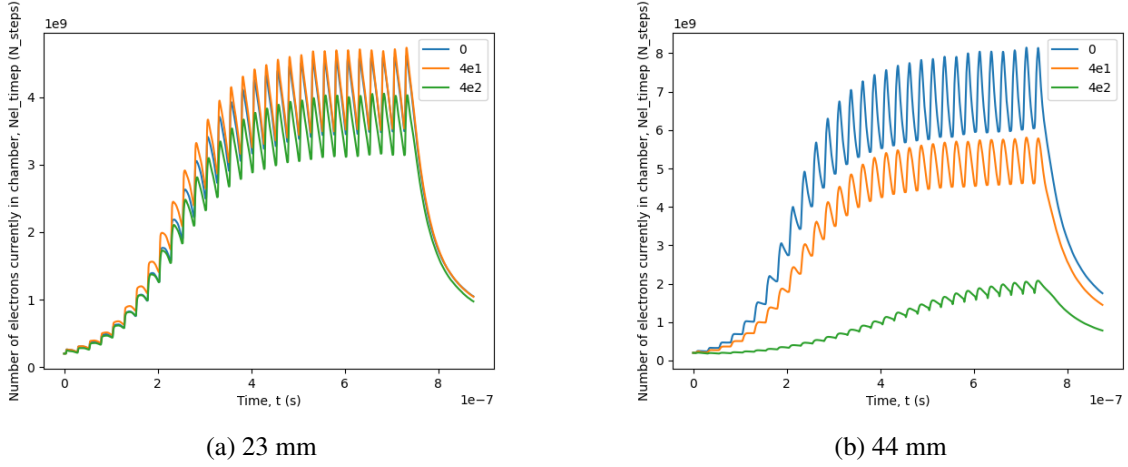 Number of electrons currently in chamber, Nel_timep (N_steps)
1e9
4
3
2
1
0
0
2
4
6
8
1e-7
Time, t (s)
0
4e1
4e2
(a) 23 mm
Number of electrons currently in chamber, Nel_timep (N_steps)
1e9
8
7
6
5
4
3
2
1
0
0
2
4
6
8
1e-7
Time, t (s)
0
4e1
4e2
(b) 44 mm